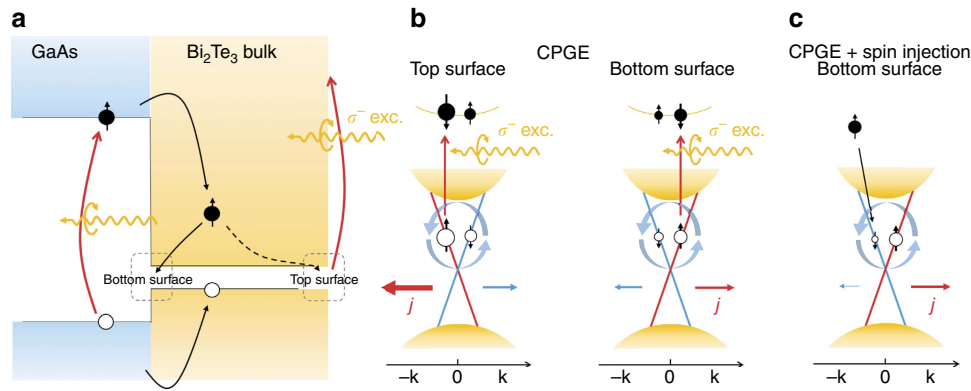 a
GaAs
Bi₂Te₃ bulk
σ⁻ exc.
Bottom surface
Top surface
b
CPGE
Top surface
Bottom surface
σ⁻ exc.
σ⁻ exc.
j
j
–k 0 k
–k 0 k
c
CPGE + spin injection
Bottom surface
j
–k 0 k